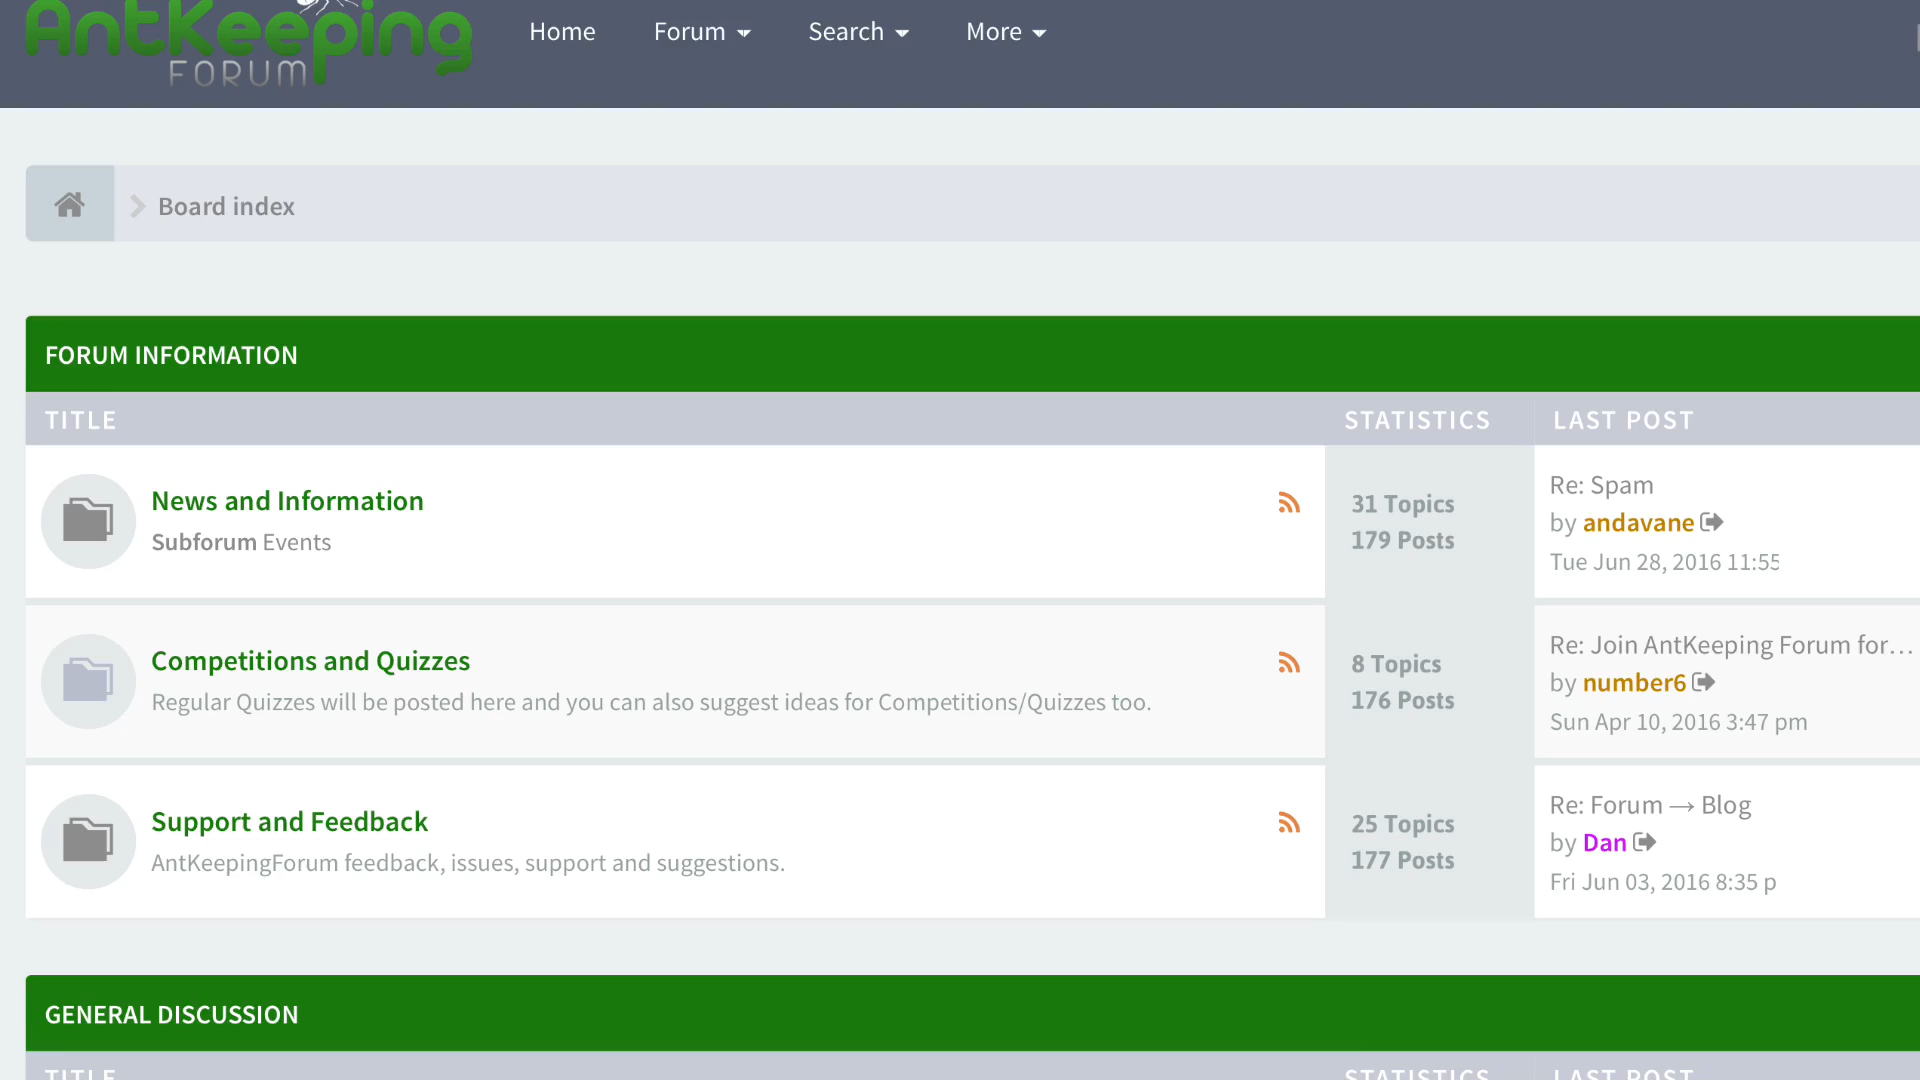 AntKeeping
FORUM
Home Forum Search More
Board index
FORUM INFORMATION
TITLE STATISTICS LAST POST
News and Information
Subforum Events
31 Topics
179 Posts
Re: Spam
by andavane
Tue Jun 28, 2016 11:55
Competitions and Quizzes
Regular Quizzes will be posted here and you can also suggest ideas for Competitions/Quizzes too.
8 Topics
176 Posts
Re: Join AntKeeping Forum for...
by number6
Sun Apr 10, 2016 3:47 pm
Support and Feedback
AntKeepingForum feedback, issues, support and suggestions.
25 Topics
177 Posts
Re: Forum → Blog
by Dan
Fri Jun 03, 2016 8:35 p
GENERAL DISCUSSION
TITLE STATISTICS LAST POST